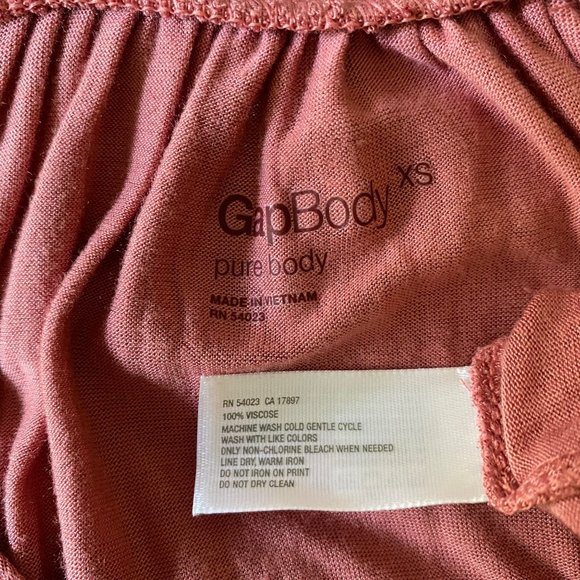 GapBody XS
pure body
MADE IN VIETNAM
RN 54023
RN 54023 CA 17897
100% VISCOSE
MACHINE WASH COLD GENTLE CYCLE
WASH WITH LIKE COLORS
ONLY NON-CHLORINE BLEACH WHEN NEEDED
LINE DRY, WARM IRON
DO NOT IRON ON PRINT
DO NOT DRY CLEAN